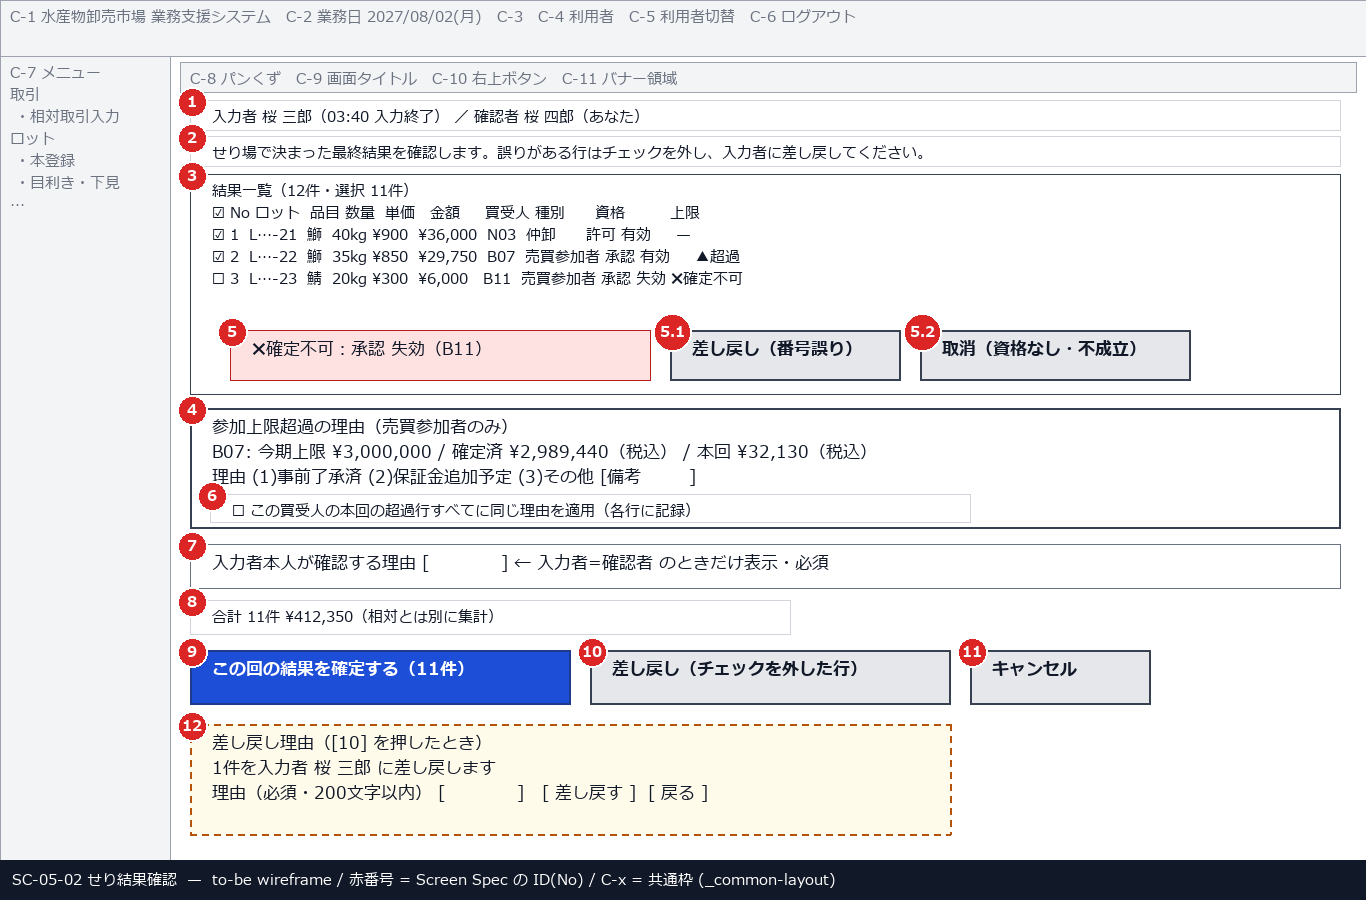 C-1 水産物卸売市場 業務支援システム C-2 業務日 2027/08/02(月) C-3 C-4 利用者 C-5 利用者切替 C-6 ログアウト
C-7 メニュー
取引
・相対取引入力
ロット
・本登録
・目利き・下見
…
C-8 パンくず C-9 画面タイトル C-10 右上ボタン C-11 バナー領域
1
入力者 桜 三郎（03:40 入力終了） ／ 確認者 桜 四郎（あなた）
2
せり場で決まった最終結果を確認します。誤りがある行はチェックを外し、入力者に差し戻してください。
3
結果一覧（12件・選択 11件）
☑ No ロット 品目 数量 単価 金額 買受人 種別 資格 上限
☑ 1 L…-21 鰤 40kg ¥900 ¥36,000 N03 仲卸 許可 有効 —
☑ 2 L…-22 鰤 35kg ¥850 ¥29,750 B07 売買参加者 承認 有効 ▲超過
☐ 3 L…-23 鯖 20kg ¥300 ¥6,000 B11 売買参加者 承認 失効 ❌確定不可
5
❌確定不可：承認 失効（B11）
5.1
差し戻し（番号誤り）
5.2
取消（資格なし・不成立）
4
参加上限超過の理由（売買参加者のみ）
B07: 今期上限 ¥3,000,000 / 確定済 ¥2,989,440（税込） / 本回 ¥32,130（税込）
理由 (1)事前了承済 (2)保証金追加予定 (3)その他 [備考 ]
6
☐ この買受人の本回の超過行すべてに同じ理由を適用（各行に記録）
7
入力者本人が確認する理由 [ ] ← 入力者=確認者 のときだけ表示・必須
8
合計 11件 ¥412,350（相対とは別に集計）
9
この回の結果を確定する（11件）
10
差し戻し（チェックを外した行）
11
キャンセル
12
差し戻し理由（[10] を押したとき）
1件を入力者 桜 三郎 に差し戻します
理由（必須・200文字以内） [ ] [ 差し戻す ] [ 戻る ]
SC-05-02 せり結果確認 — to-be wireframe / 赤番号 = Screen Spec の ID(No) / C-x = 共通枠 (_common-layout)